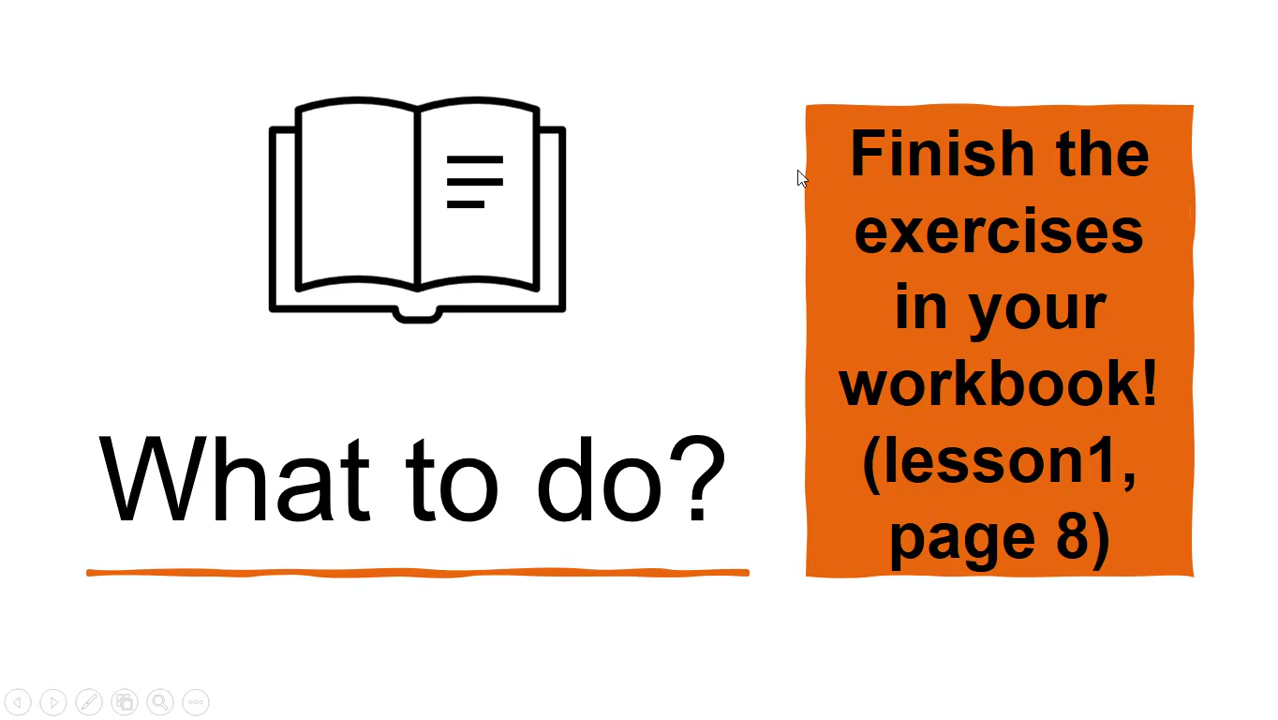 What to do?
Finish the
exercises
in your
workbook!
(lesson1,
page 8)